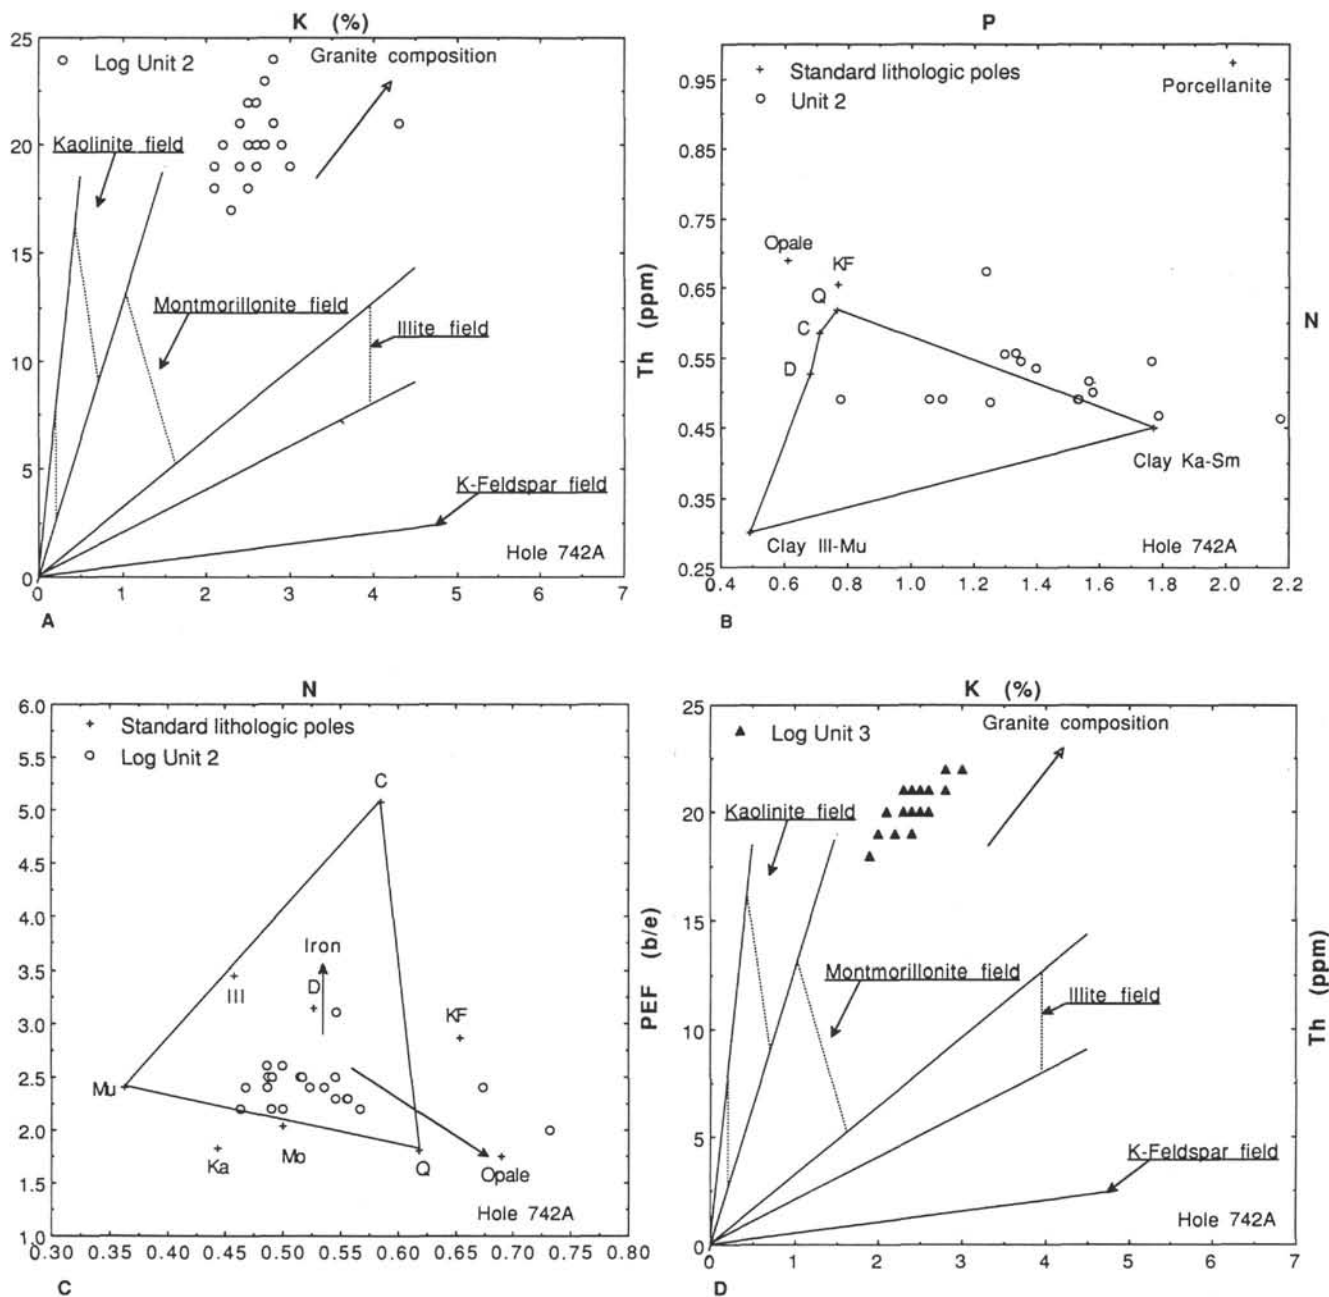 K (%)
25
Log Unit 2
Granite composition
20
Kaolinite field
15
Montmorillonite field
Illite field
10
Th (ppm)
5
K-Feldspar field
Hole 742A
0
0 1 2 3 4 5 6 7
A
P
0.95
Standard lithologic poles
Unit 2
Porcellanite
0.85
0.75
Opale
KF
0.65
Q
N
C
0.55
D
0.45
Clay Ka-Sm
0.35
Clay Ill-Mu
Hole 742A
0.25
0.4 0.6 0.8 1.0 1.2 1.4 1.6 1.8 2.0 2.2
B
N
6.0
Standard lithologic poles
5.5
Log Unit 2
C
5.0
4.5
4.0
Iron
PEF (b/e)
3.5
Ill
D
KF
3.0
2.5
Mu
2.0
Ka
Mo
Q
Opale
1.5
Hole 742A
1.0
0.30 0.35 0.40 0.45 0.50 0.55 0.60 0.65 0.70 0.75 0.80
C
K (%)
25
Log Unit 3
Granite composition
20
Kaolinite field
15
Montmorillonite field
Illite field
10
Th (ppm)
5
K-Feldspar field
Hole 742A
0
0 1 2 3 4 5 6 7
D